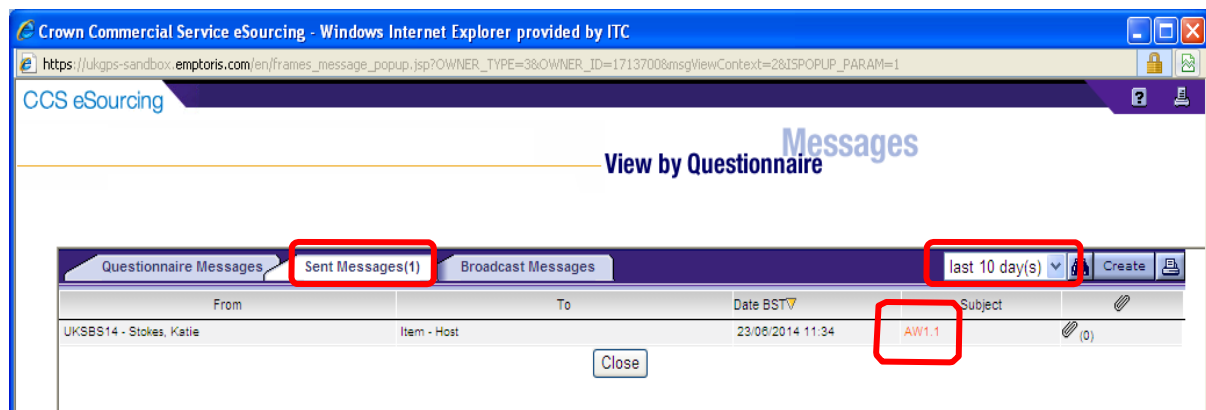 Crown Commercial Service eSourcing - Windows Internet Explorer provided by ITC
https://ukgps-sandbox.emptoris.com/en/frames_message_popup.jsp?OWNER_TYPE=3&OWNER_ID=1713700&msgViewContext=2&ISPOPUP_PARAM=1
CCS eSourcing
Messages
View by Questionnaire
Questionnaire Messages Sent Messages(1) Broadcast Messages last 10 day(s) Create
From To Date BST Subject
UKSBS14 - Stokes, Katie Item - Host 23/06/2014 11:34 AW1.1 (0)
Close